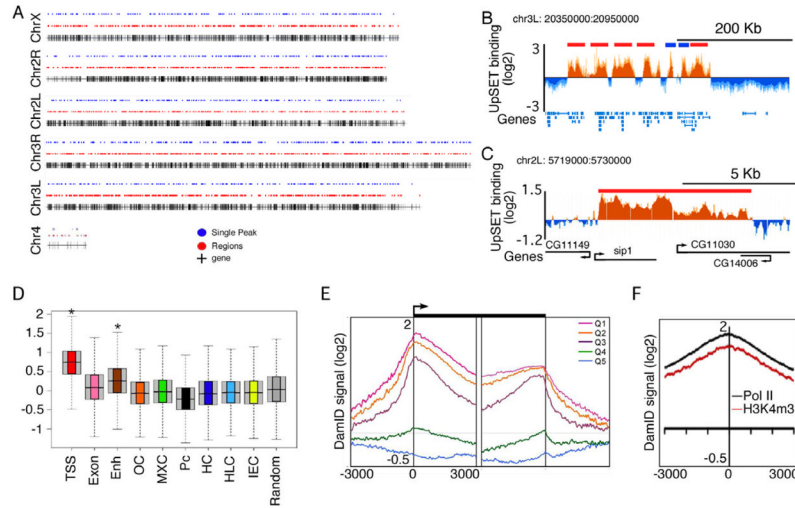 A
ChrX
Chr2R
Chr2L
Chr3R
Chr3L
Chr4
Single Peak
Regions
gene
B
chr3L: 20350000:20950000
200 Kb
3
UpSET binding
(log2)
-3
Genes
C
chr2L: 5719000:5730000
5 Kb
1.5
UpSET binding
(log2)
-1.2
Genes
CG11149
sip1
CG11030
CG14006
D
1.5
1
0.5
0
-0.5
-1
TSS
Exon
Enh
OC
MXC
Pc
HC
HLC
IEC
Random
E
DamID signal (log2)
2
-0.5
Q1
Q2
Q3
Q4
Q5
-3000
0
3000
0
3000
F
DamID signal (log2)
2
-0.5
Pol II
H3K4m3
-3000
0
3000